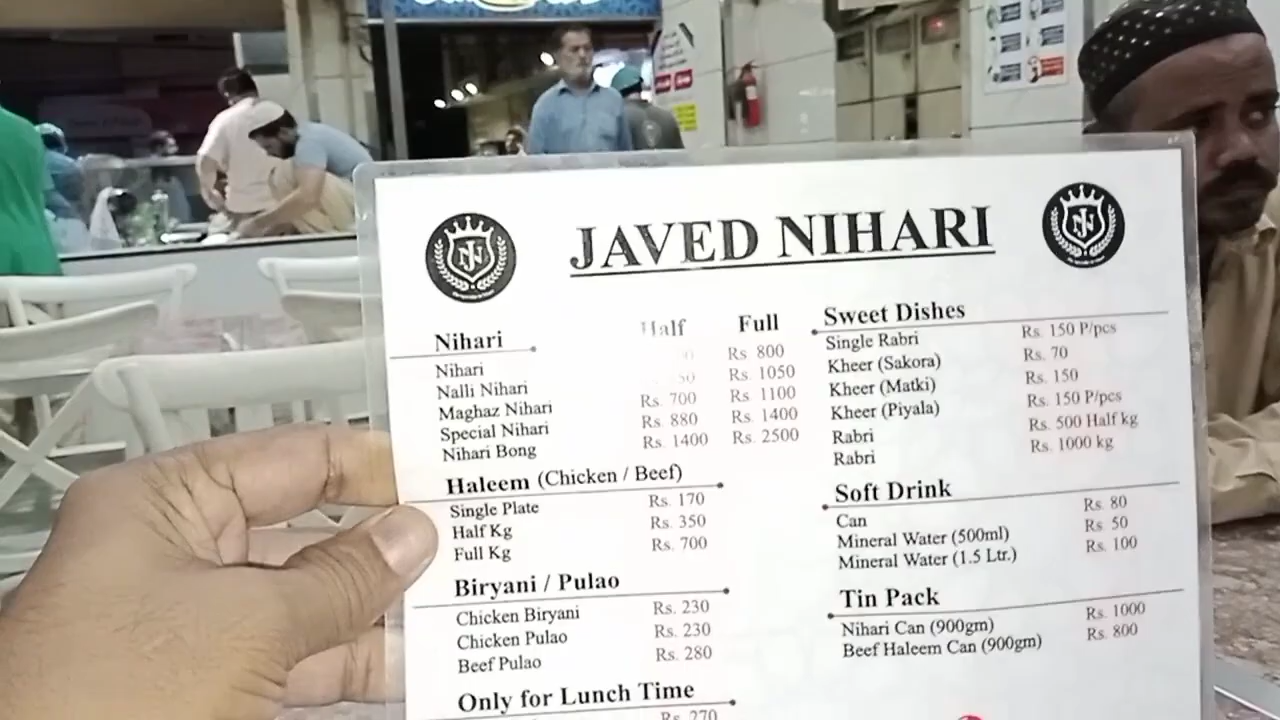 JAVED NIHARI
Nihari Half Full
Nihari Rs 800
Nalli Nihari Rs. 1050
Maghaz Nihari Rs. 700 Rs. 1100
Special Nihari Rs. 880 Rs. 1400
Nihari Bong Rs. 1400 Rs. 2500
Haleem (Chicken / Beef)
Single Plate Rs. 170
Half Kg Rs. 350
Full Kg Rs. 700
Biryani / Pulao
Chicken Biryani Rs. 230
Chicken Pulao Rs. 230
Beef Pulao Rs. 280
Only for Lunch Time
Rs. 270
Sweet Dishes
Single Rabri Rs. 150 P/pcs
Kheer (Sakora) Rs. 70
Kheer (Matki) Rs. 150
Kheer (Piyala) Rs. 150 P/pcs
Rabri Rs. 500 Half kg
Rabri Rs. 1000 kg
Soft Drink
Can Rs. 80
Mineral Water (500ml) Rs 50
Mineral Water (1.5 Ltr.) Rs. 100
Tin Pack
Nihari Can (900gm) Rs. 1000
Beef Haleem Can (900gm) Rs. 800